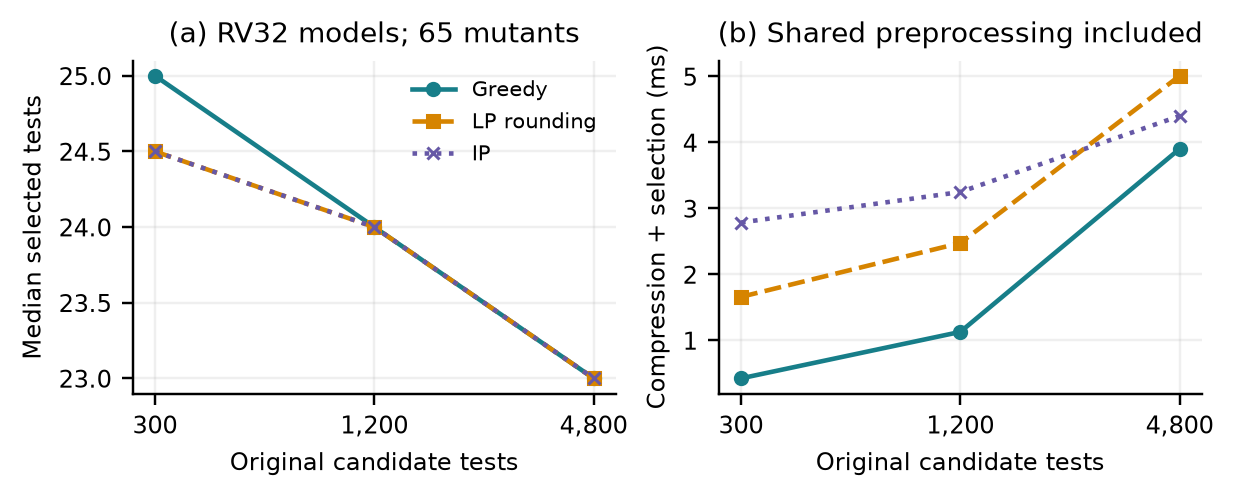 (a) RV32 models; 65 mutants
Median selected tests
25.0
24.5
24.0
23.5
23.0
Greedy
LP rounding
IP
300
1,200
4,800
Original candidate tests
(b) Shared preprocessing included
Compression + selection (ms)
5
4
3
2
1
300
1,200
4,800
Original candidate tests